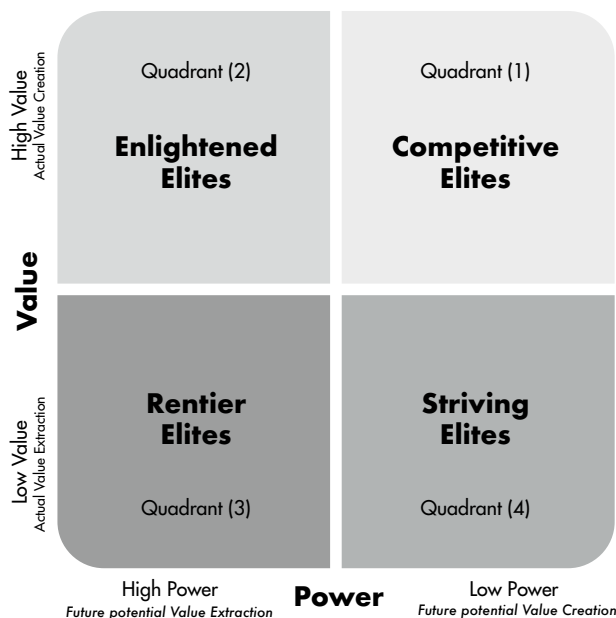 High Value
Actual Value Creation
Quadrant (2)
Enlightened
Elites
Quadrant (1)
Competitive
Elites
Value
Low Value
Actual Value Extraction
Rentier
Elites
Quadrant (3)
Striving
Elites
Quadrant (4)
High Power
Future potential Value Extraction
Power
Low Power
Future potential Value Creation